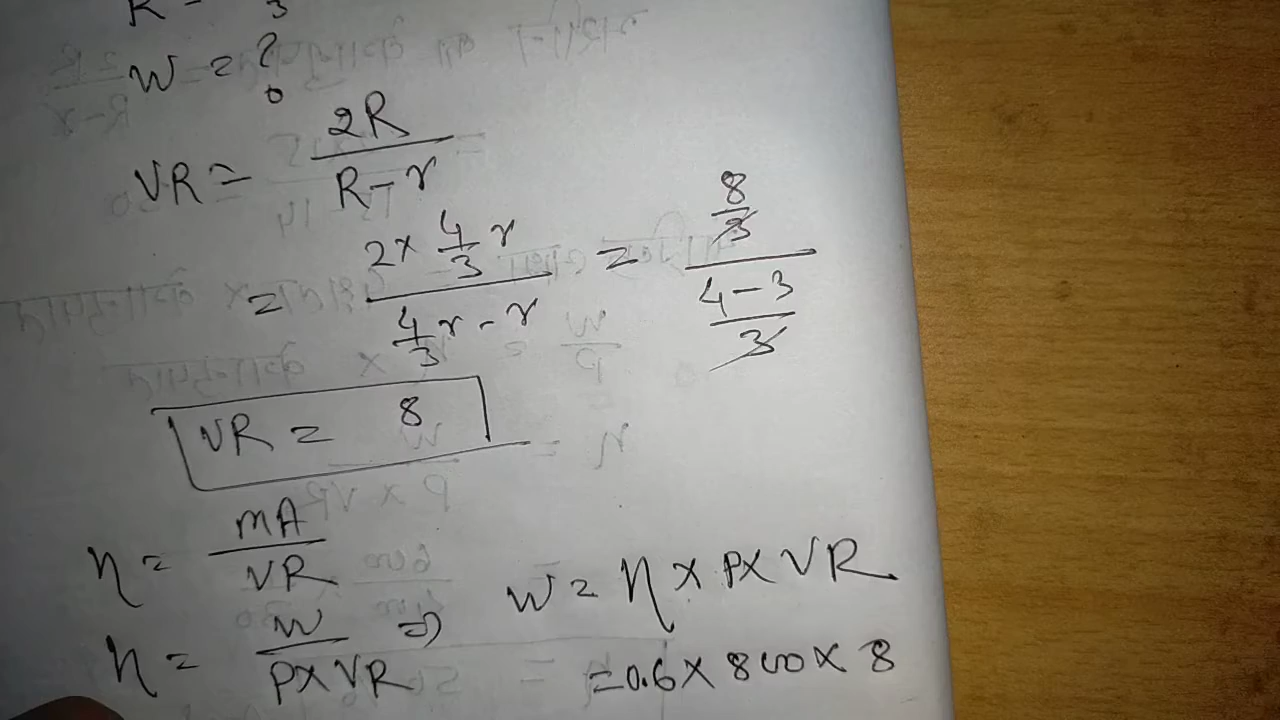 W = ?
VR = 2R / R - r
= 2 × 4/3 r / 4/3 r - r = 8/3 / 4-3/3
VR = 8
η = MA / VR
η = W / P × VR ⇒ W = η × P × VR
= 0.6 × 800 × 8